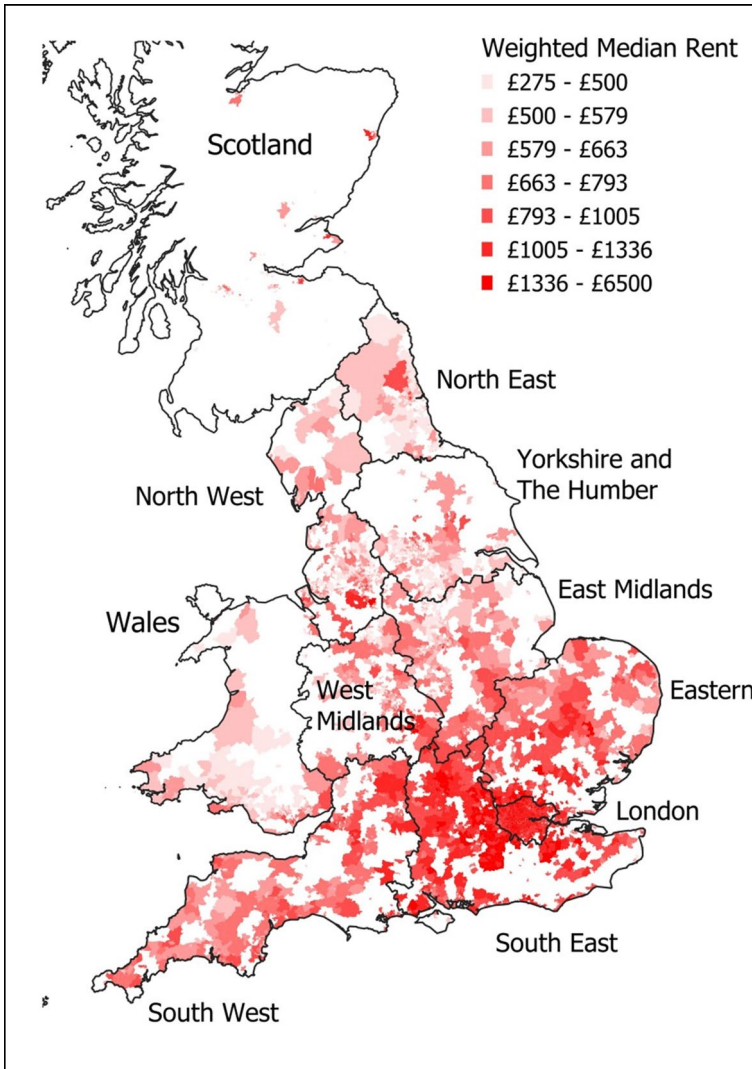 Weighted Median Rent
£275 - £500
£500 - £579
£579 - £663
£663 - £793
£793 - £1005
£1005 - £1336
£1336 - £6500
Scotland
North East
Yorkshire and
The Humber
North West
East Midlands
Wales
West
Midlands
Eastern
London
South East
South West